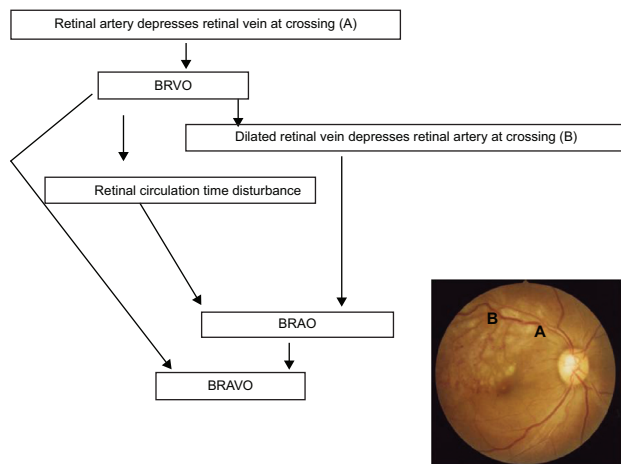 Retinal artery depresses retinal vein at crossing (A)
BRVO
Dilated retinal vein depresses retinal artery at crossing (B)
Retinal circulation time disturbance
BRAO
BRAVO
B
A